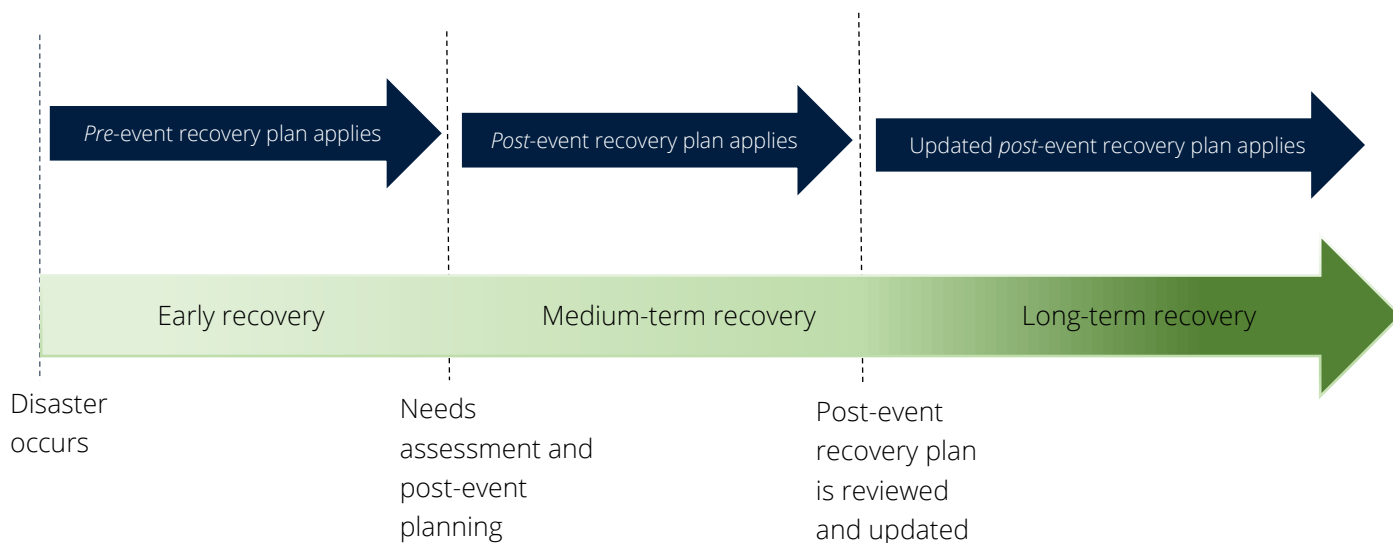 Pre-event recovery plan applies
Post-event recovery plan applies
Updated post-event recovery plan applies
Early recovery
Medium-term recovery
Long-term recovery
Disaster
occurs
Needs
assessment and
post-event
planning
Post-event
recovery plan
is reviewed
and updated